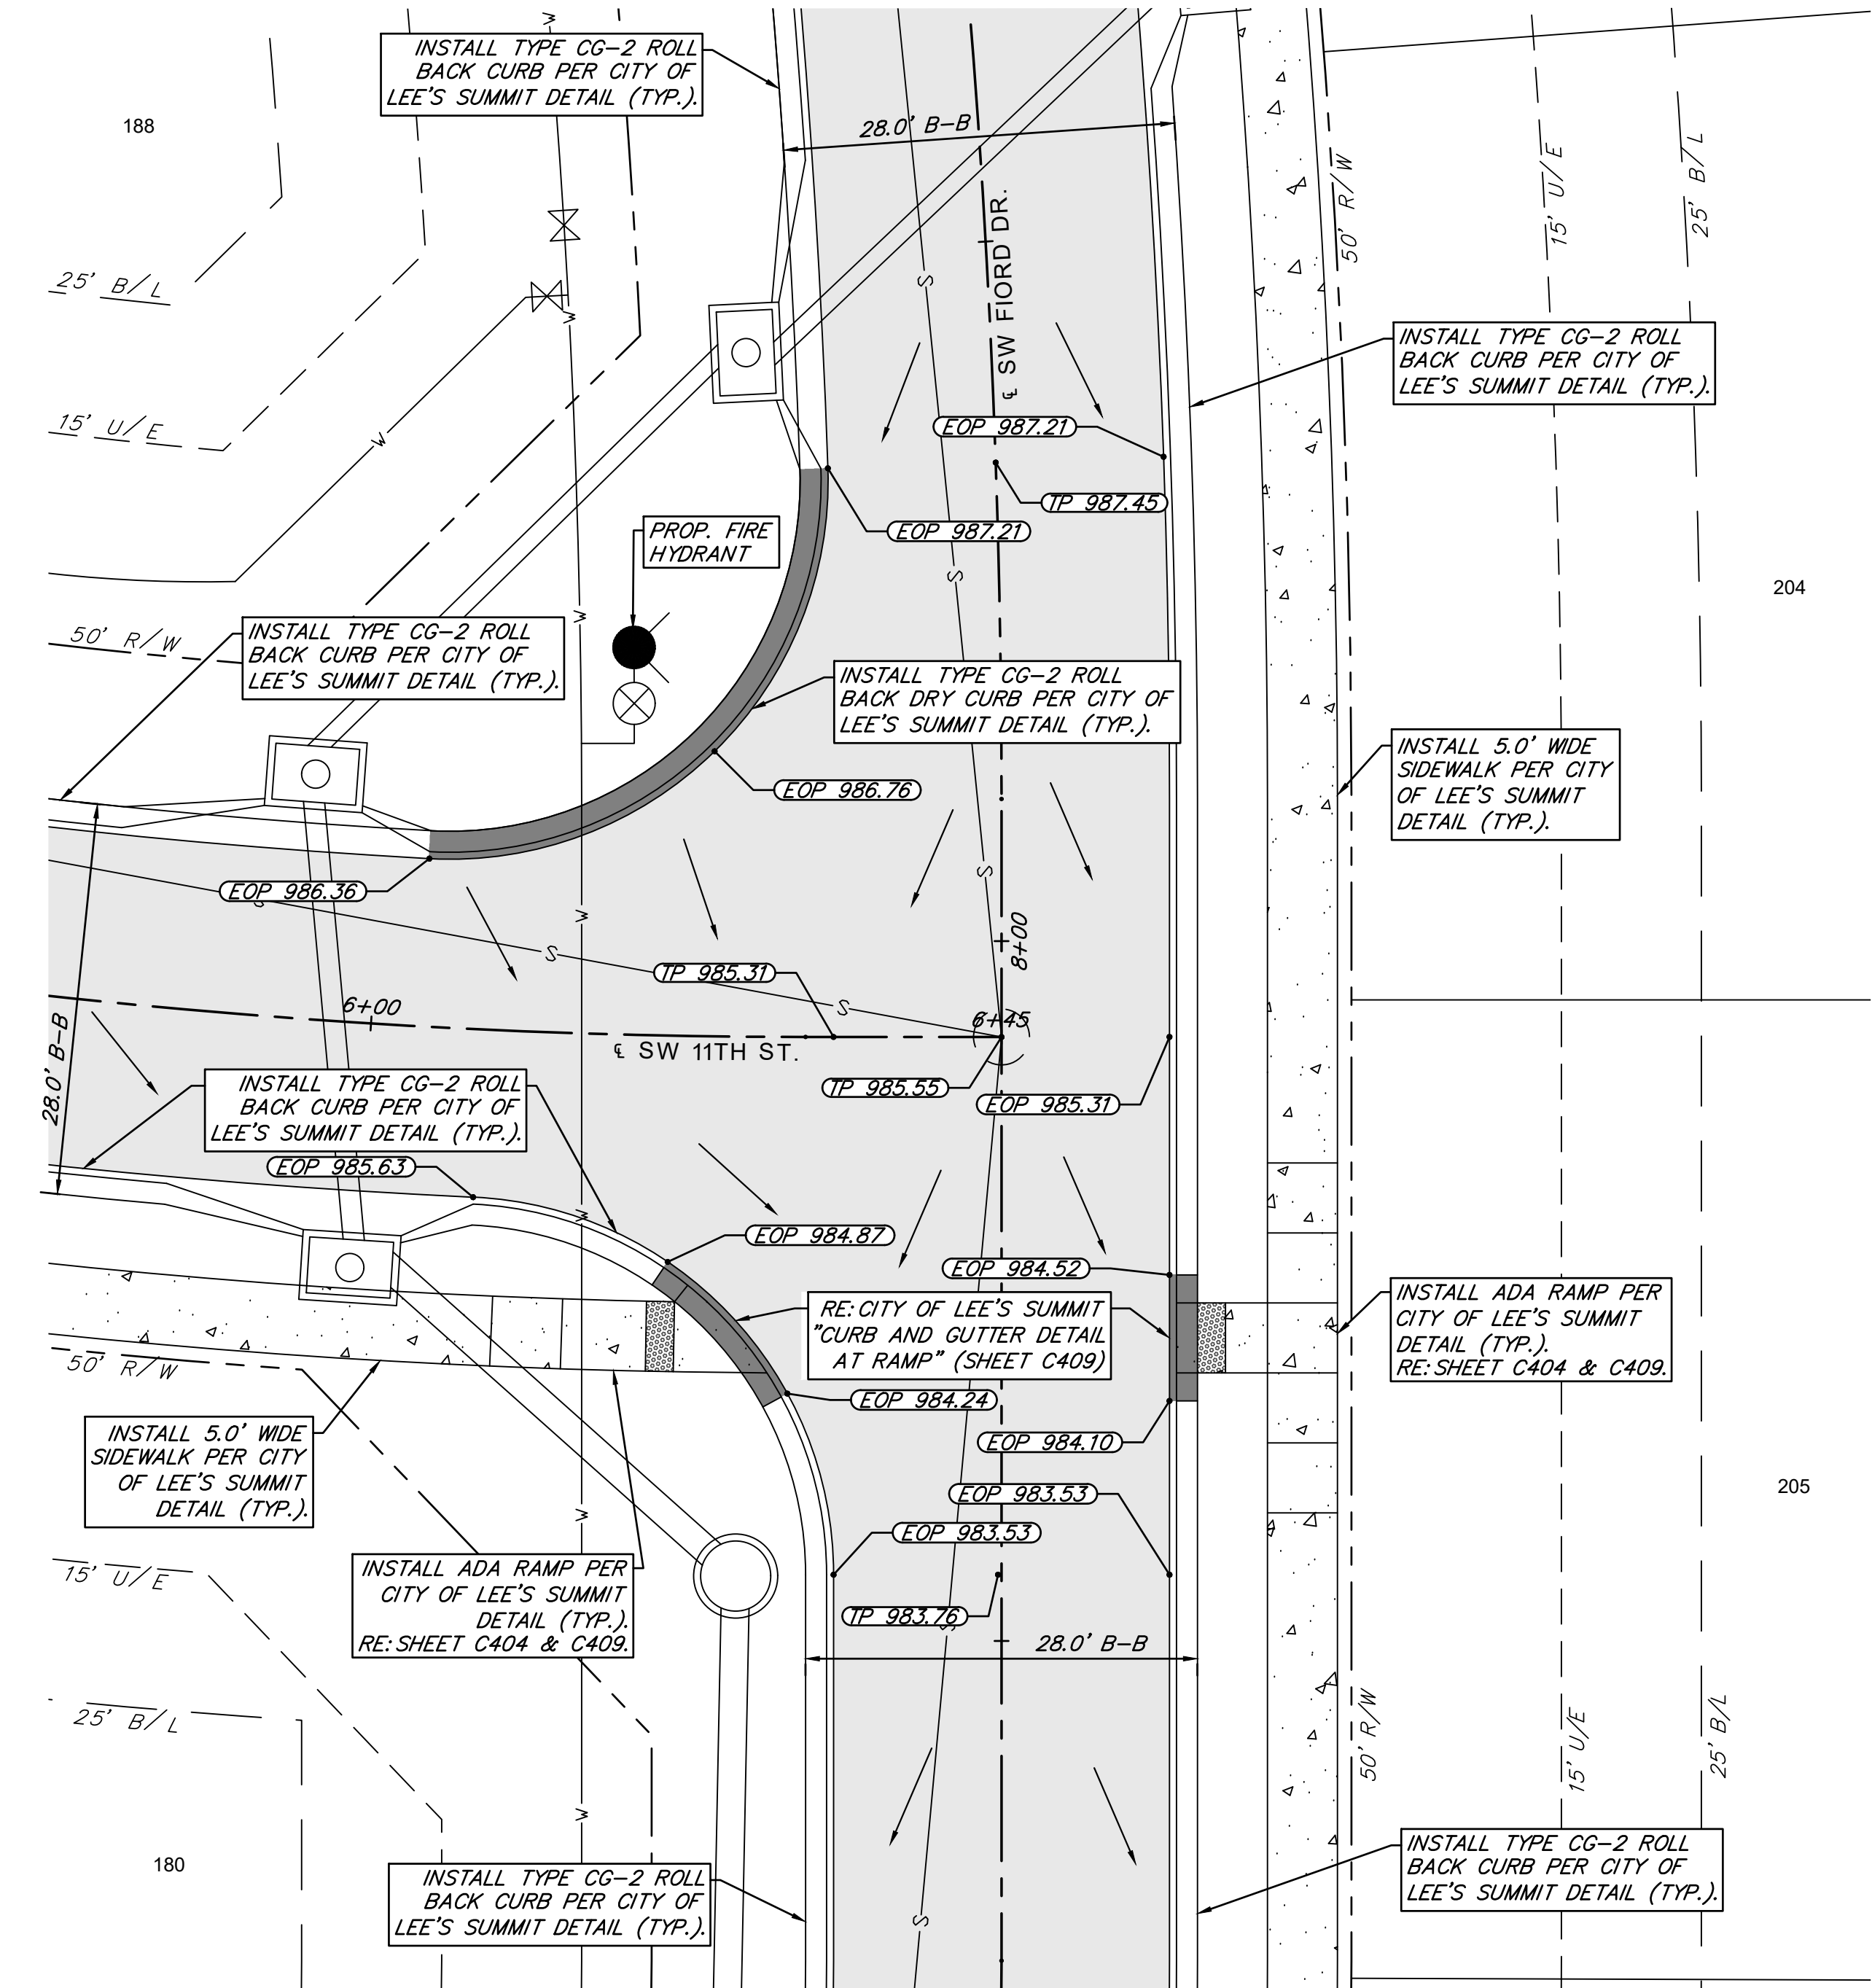 INSTALL TYPE CG-2 ROLL
BACK CURB PER CITY OF
LEE'S SUMMIT DETAIL (TYP.).
188
28.0' B-B
50' R/W
15' U/E
25' B/L
W
S
℄ SW FIORD DR.
25' B/L
W
INSTALL TYPE CG-2 ROLL
BACK CURB PER CITY OF
LEE'S SUMMIT DETAIL (TYP.).
15' U/E
W
EOP 987.21
TP 987.45
EOP 987.21
PROP. FIRE
HYDRANT
S
204
W
50' R/W
INSTALL TYPE CG-2 ROLL
BACK CURB PER CITY OF
LEE'S SUMMIT DETAIL (TYP.).
INSTALL TYPE CG-2 ROLL
BACK DRY CURB PER CITY OF
LEE'S SUMMIT DETAIL (TYP.).
INSTALL 5.0' WIDE
SIDEWALK PER CITY
OF LEE'S SUMMIT
DETAIL (TYP.).
EOP 986.76
EOP 986.36
S
W
S
8+00
S
TP 985.31
S
6+00
6+45
28.0' B-B
℄ SW 11TH ST.
TP 985.55
EOP 985.31
INSTALL TYPE CG-2 ROLL
BACK CURB PER CITY OF
LEE'S SUMMIT DETAIL (TYP.).
EOP 985.63
W
EOP 984.87
EOP 984.52
RE: CITY OF LEE'S SUMMIT
"CURB AND GUTTER DETAIL
AT RAMP" (SHEET C409)
INSTALL ADA RAMP PER
CITY OF LEE'S SUMMIT
DETAIL (TYP.).
RE: SHEET C404 & C409.
50' R/W
EOP 984.24
EOP 984.10
INSTALL 5.0' WIDE
SIDEWALK PER CITY
OF LEE'S SUMMIT
DETAIL (TYP.).
205
EOP 983.53
W
EOP 983.53
15' U/E
INSTALL ADA RAMP PER
CITY OF LEE'S SUMMIT
DETAIL (TYP.).
RE: SHEET C404 & C409.
TP 983.76
S
28.0' B-B
25' B/L
50' R/W
15' U/E
25' B/L
W
180
INSTALL TYPE CG-2 ROLL
BACK CURB PER CITY OF
LEE'S SUMMIT DETAIL (TYP.).
S
INSTALL TYPE CG-2 ROLL
BACK CURB PER CITY OF
LEE'S SUMMIT DETAIL (TYP.).